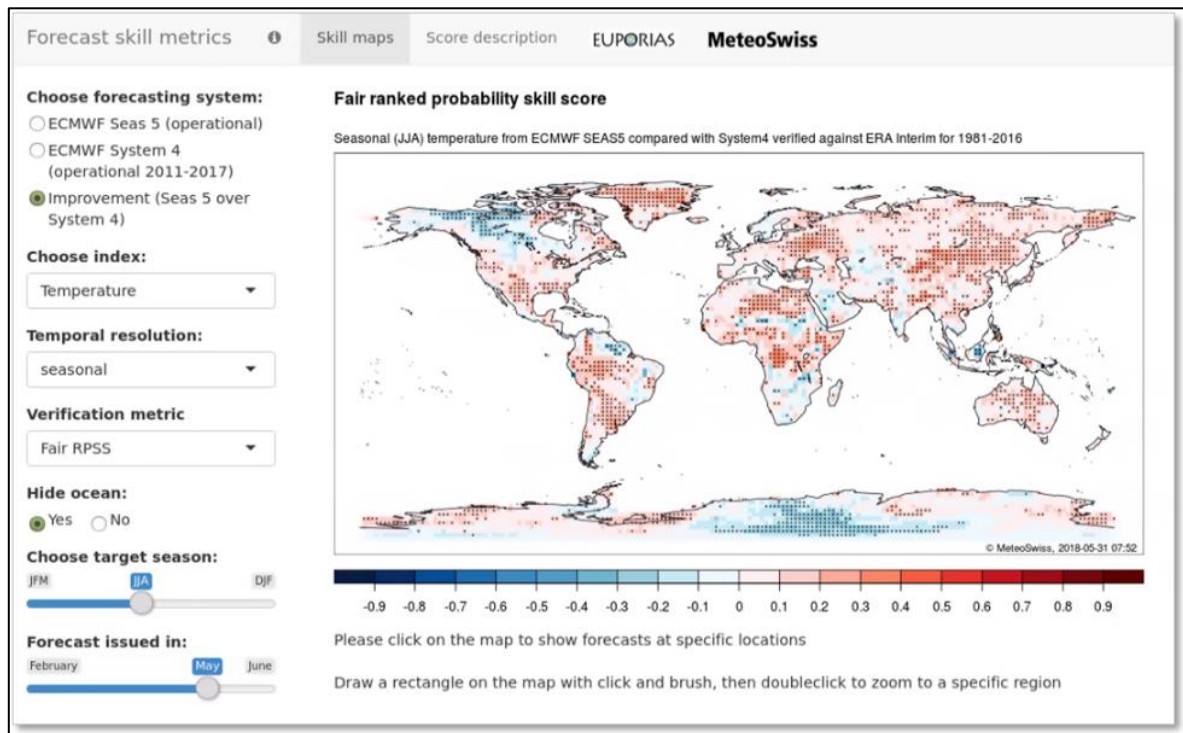 Forecast skill metrics
Skill maps
Score description
EUPORIAS
MeteoSwiss
Choose forecasting system:
ECMWF Seas 5 (operational)
ECMWF System 4
(operational 2011-2017)
Improvement (Seas 5 over
System 4)
Choose index:
Temperature
Temporal resolution:
seasonal
Verification metric
Fair RPSS
Hide ocean:
Yes No
Choose target season:
JFM JJA DJF
Forecast issued in:
February May June
Fair ranked probability skill score
Seasonal (JJA) temperature from ECMWF SEAS5 compared with System4 verified against ERA Interim for 1981-2016
© MeteoSwiss, 2018-05-31 07:52
-0.9 -0.8 -0.7 -0.6 -0.5 -0.4 -0.3 -0.2 -0.1 0 0.1 0.2 0.3 0.4 0.5 0.6 0.7 0.8 0.9
Please click on the map to show forecasts at specific locations
Draw a rectangle on the map with click and brush, then doubleclick to zoom to a specific region